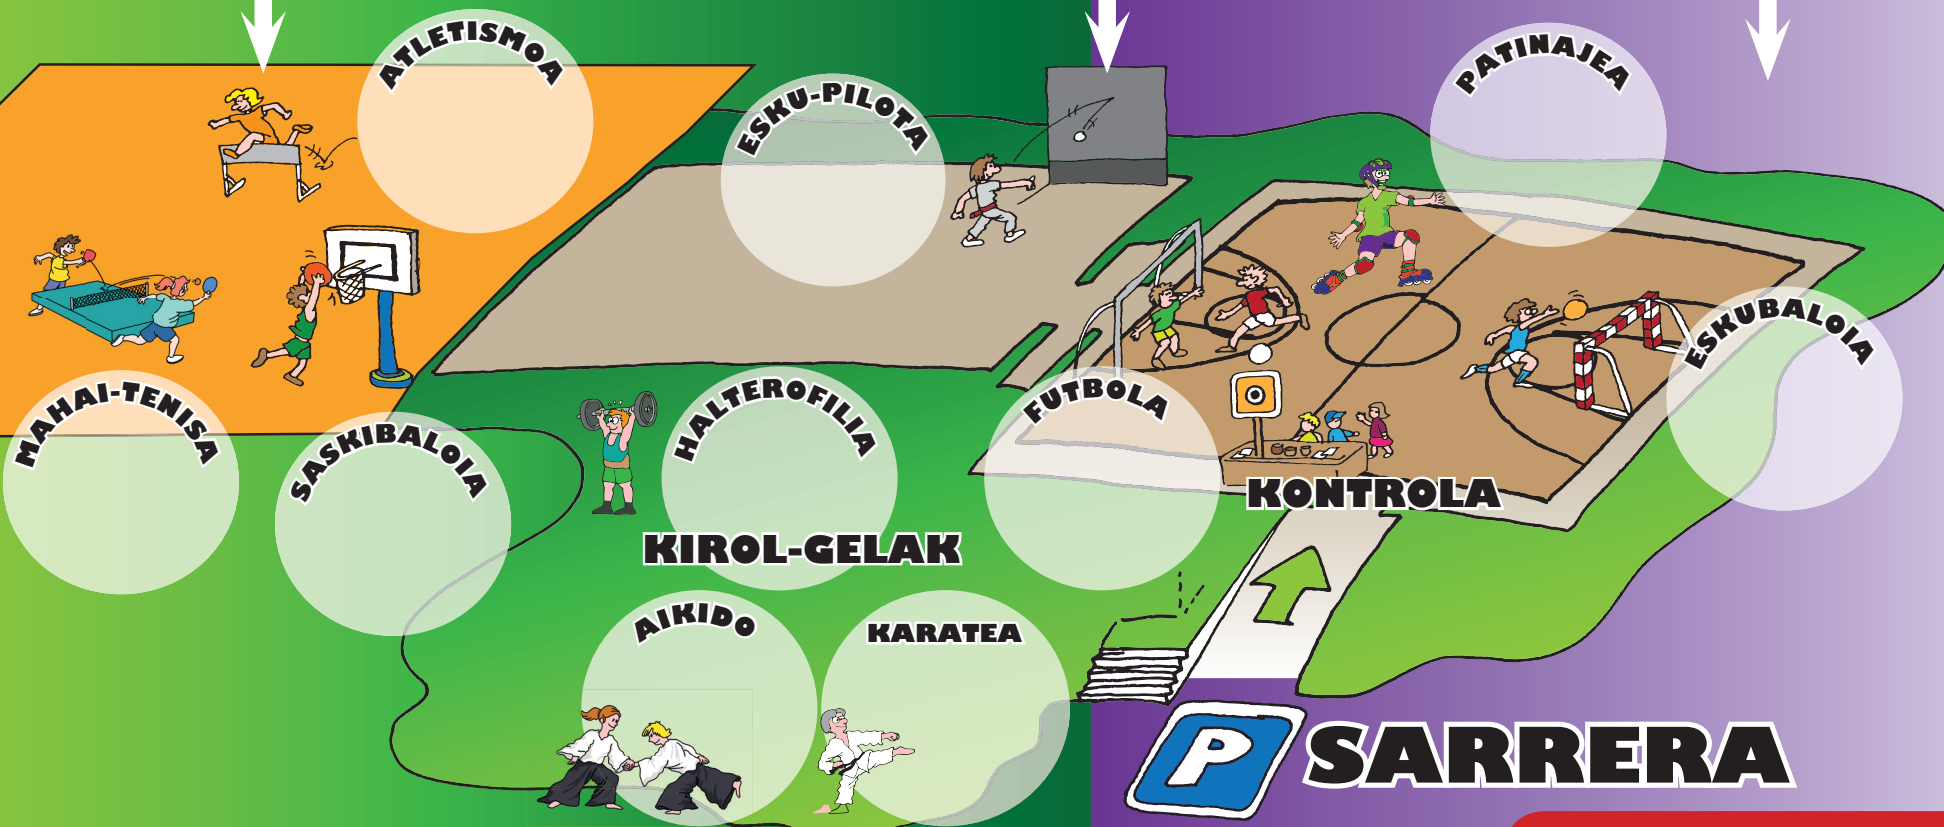 ATLETISMOA
ESKU-PILOTA
PATINAJEA
ESKUBALOIA
MAHAI-TENISA
SASKIBALOIA
HALTEROFILIA
FUTBOLA
KONTROLA
KIROL-GELAK
AIKIDO
KARATEA
P
SARRERA